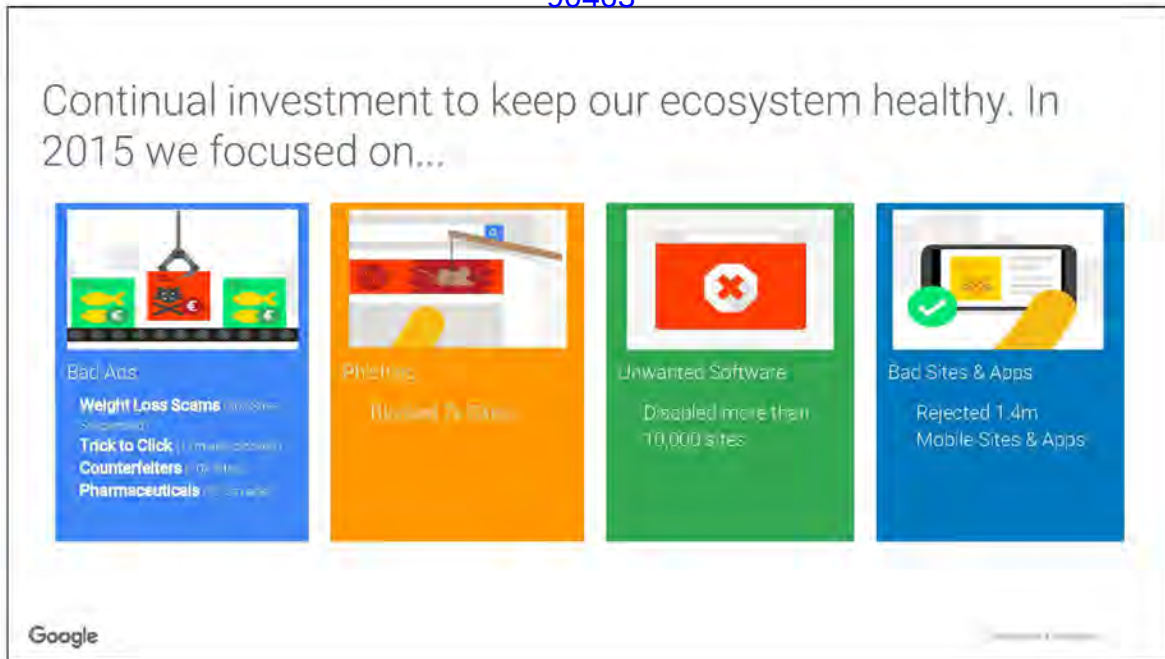 Continual investment to keep our ecosystem healthy. In
2015 we focused on...
Bad Ads
Weight Loss Scams
Trick to Click
Counterfeiters
Pharmaceuticals
Phishing
Unwanted Software
Disabled more than
10,000 sites
Bad Sites & Apps
Rejected 1.4m
Mobile Sites & Apps
Google